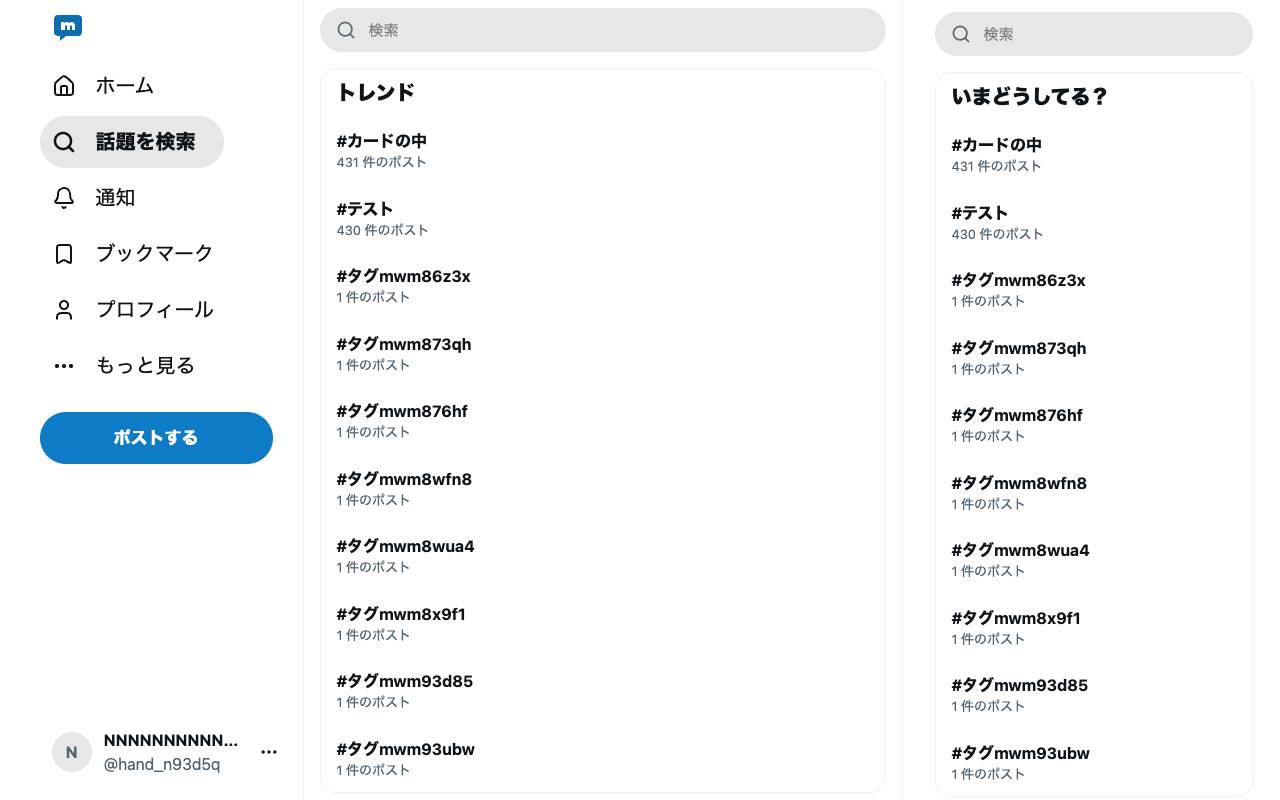 m
ホーム
話題を検索
通知
ブックマーク
プロフィール
もっと見る
ポストする
N
NNNNNNNNNN...
@hand_n93d5q
検索
トレンド
#カードの中
431 件のポスト
#テスト
430 件のポスト
#タグmwm86z3x
1 件のポスト
#タグmwm873qh
1 件のポスト
#タグmwm876hf
1 件のポスト
#タグmwm8wfn8
1 件のポスト
#タグmwm8wua4
1 件のポスト
#タグmwm8x9f1
1 件のポスト
#タグmwm93d85
1 件のポスト
#タグmwm93ubw
1 件のポスト
検索
いまどうしてる？
#カードの中
431 件のポスト
#テスト
430 件のポスト
#タグmwm86z3x
1 件のポスト
#タグmwm873qh
1 件のポスト
#タグmwm876hf
1 件のポスト
#タグmwm8wfn8
1 件のポスト
#タグmwm8wua4
1 件のポスト
#タグmwm8x9f1
1 件のポスト
#タグmwm93d85
1 件のポスト
#タグmwm93ubw
1 件のポスト